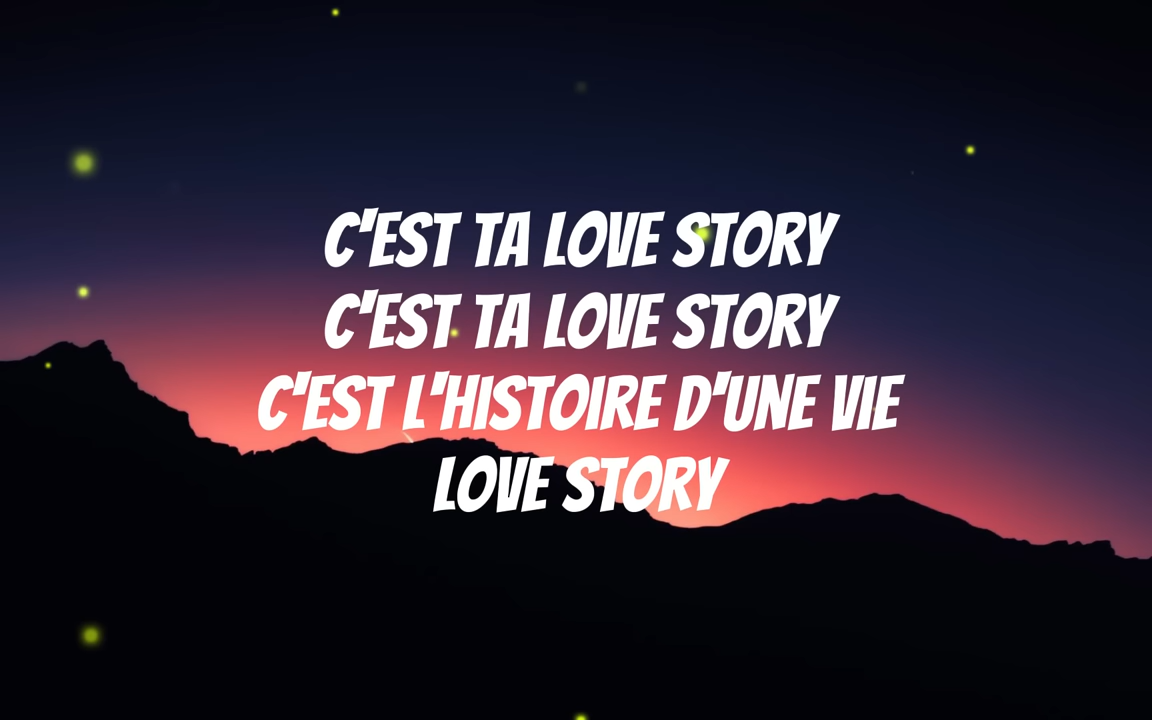 C'EST TA LOVE STORY
C'EST TA LOVE STORY
C'EST L'HISTOIRE D'UNE VIE
LOVE STORY